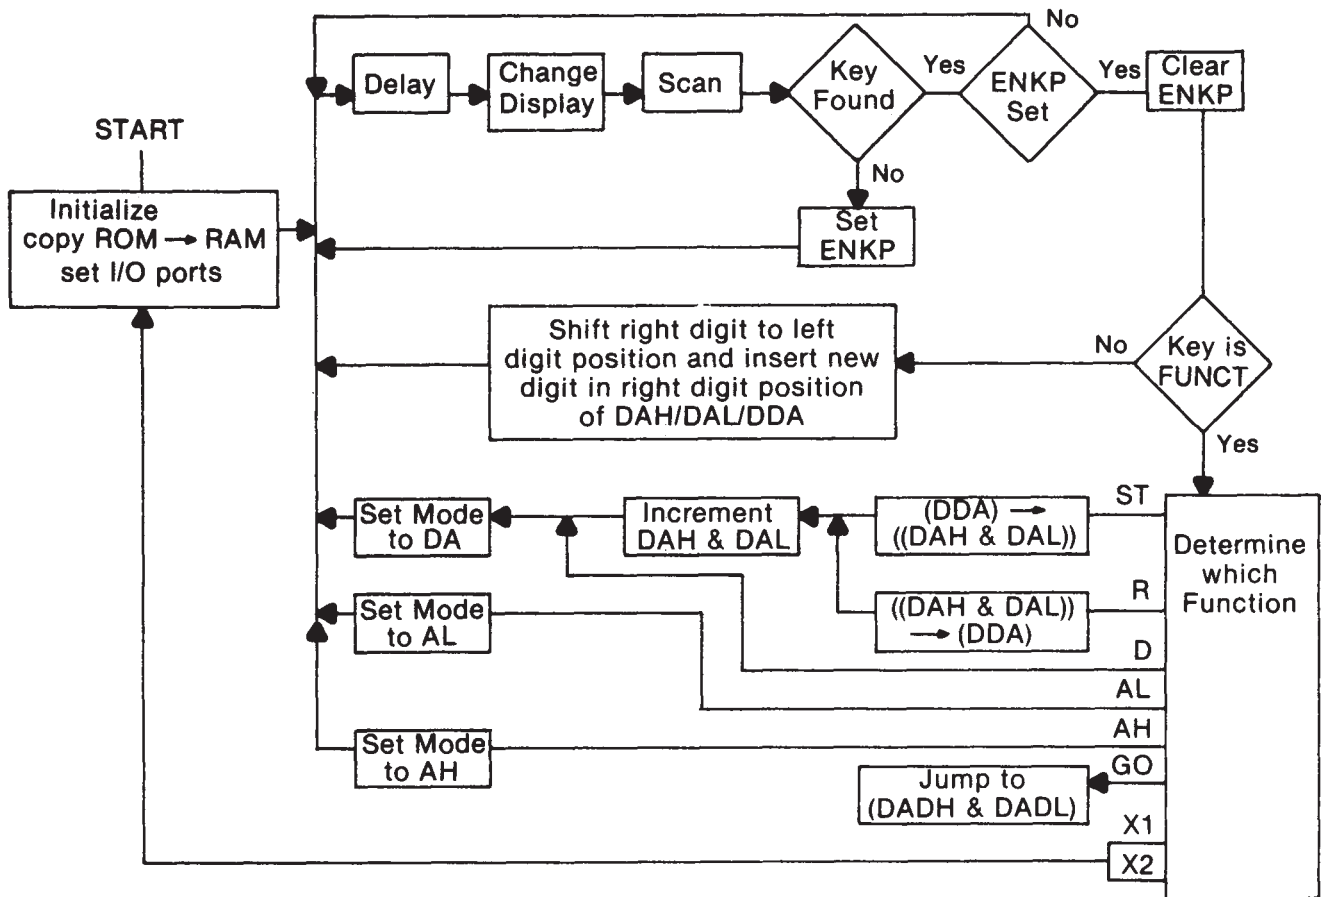 No
Delay
Change
Display
Scan
Key
Found
Yes
ENKP
Set
Yes
Clear
ENKP
START
No
Initialize
copy ROM → RAM
set I/O ports
Set
ENKP
Shift right digit to left
digit position and insert new
digit in right digit position
of DAH/DAL/DDA
No
Key is
FUNCT
Yes
Set Mode
to DA
Increment
DAH & DAL
(DDA) →
((DAH & DAL))
ST
Determine
which
Function
Set Mode
to AL
((DAH & DAL))
→ (DDA)
R
D
AL
AH
Set Mode
to AH
GO
Jump to
(DADH & DADL)
X1
X2